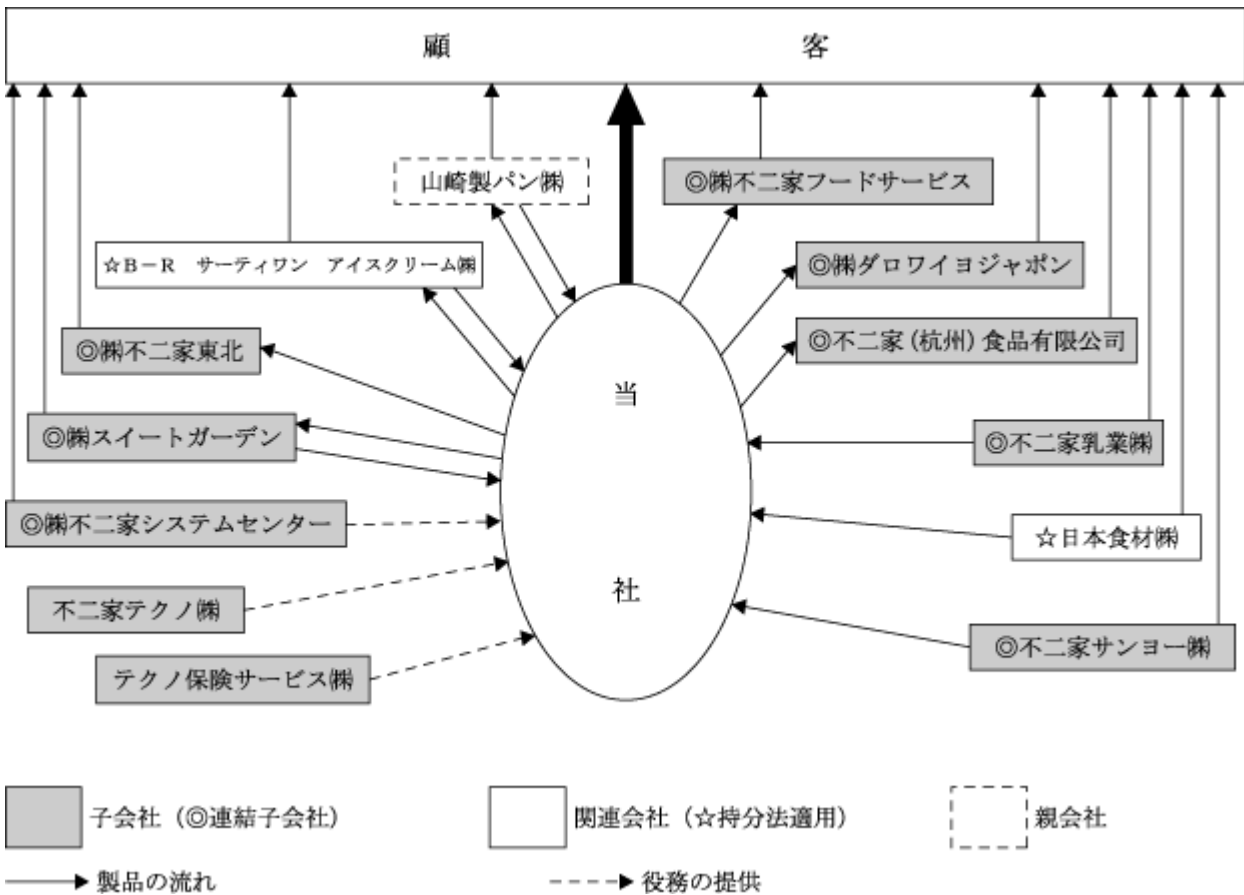 顧客
山崎製パン㈱
◎㈱不二家フードサービス
☆B－R　サーティワン　アイスクリーム㈱
◎㈱ダロワイヨジャポン
◎㈱不二家東北
◎不二家(杭州)食品有限公司
当社
◎㈱スイートガーデン
◎不二家乳業㈱
◎㈱不二家システムセンター
☆日本食材㈱
不二家テクノ㈱
◎不二家サンヨー㈱
テクノ保険サービス㈱
子会社（◎連結子会社）
関連会社（☆持分法適用）
親会社
製品の流れ
役務の提供